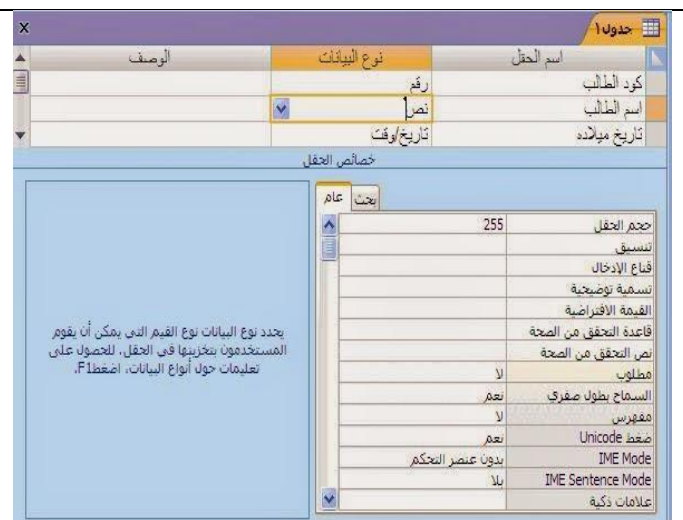 جدول١
اسم الحقل نوع البيانات الوصف
كود الطالب رقم
اسم الطالب نص
تاريخ ميلاده تاريخ/وقت
خصائص الحقل
عام بحث
حجم الحقل 255
تنسيق
قناع الإدخال
تسمية توضيحية
القيمة الافتراضية
قاعدة التحقق من الصحة
نص التحقق من الصحة
مطلوب لا
السماح بطول صفري نعم
مفهرس لا
ضغط Unicode نعم
IME Mode بدون عنصر التحكم
IME Sentence Mode بلا
علامات ذكية
يحدد نوع البيانات نوع القيم التي يمكن أن يقوم
المستخدمون بتخزينها في الحقل. للحصول على
تعليمات حول أنواع البيانات، اضغط F1.